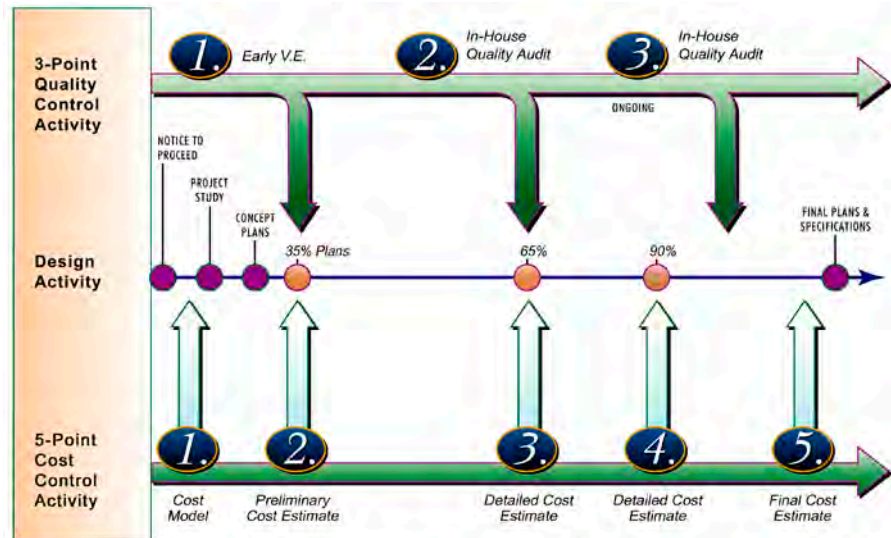 3-Point
Quality
Control
Activity
1.
Early V.E.
2.
In-House
Quality Audit
3.
In-House
Quality Audit
ONGOING
NOTICE TO
PROCEED
PROJECT
STUDY
CONCEPT
PLANS
35% Plans
65%
90%
FINAL PLANS &
SPECIFICATIONS
Design
Activity
5-Point
Cost
Control
Activity
1.
2.
3.
4.
5.
Cost
Model
Preliminary
Cost Estimate
Detailed Cost
Estimate
Detailed Cost
Estimate
Final Cost
Estimate